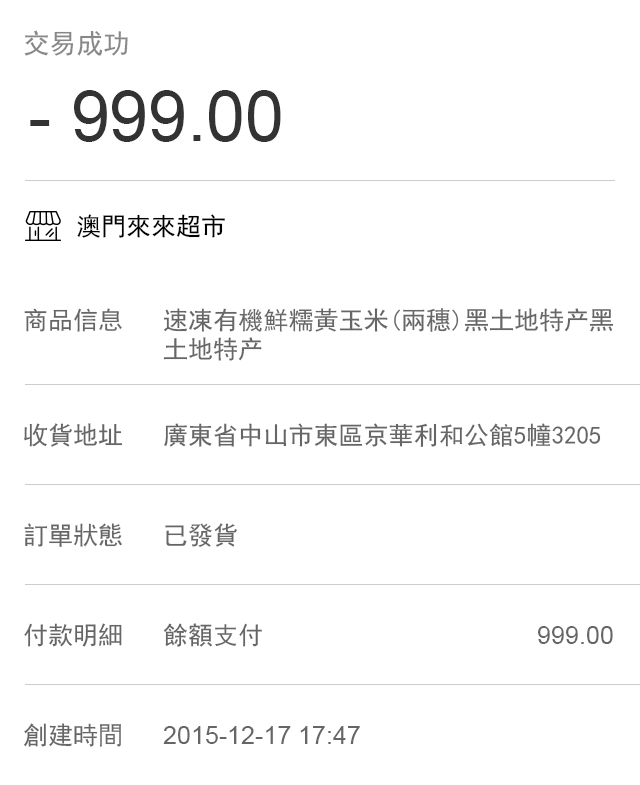 交易成功
- 999.00
澳門來來超市
商品信息 速凍有機鮮糯黃玉米(兩穗)黑土地特产黑
土地特产
收貨地址 廣東省中山市東區京華利和公館5幢3205
訂單狀態 已發貨
付款明細 餘額支付 999.00
創建時間 2015-12-17 17:47